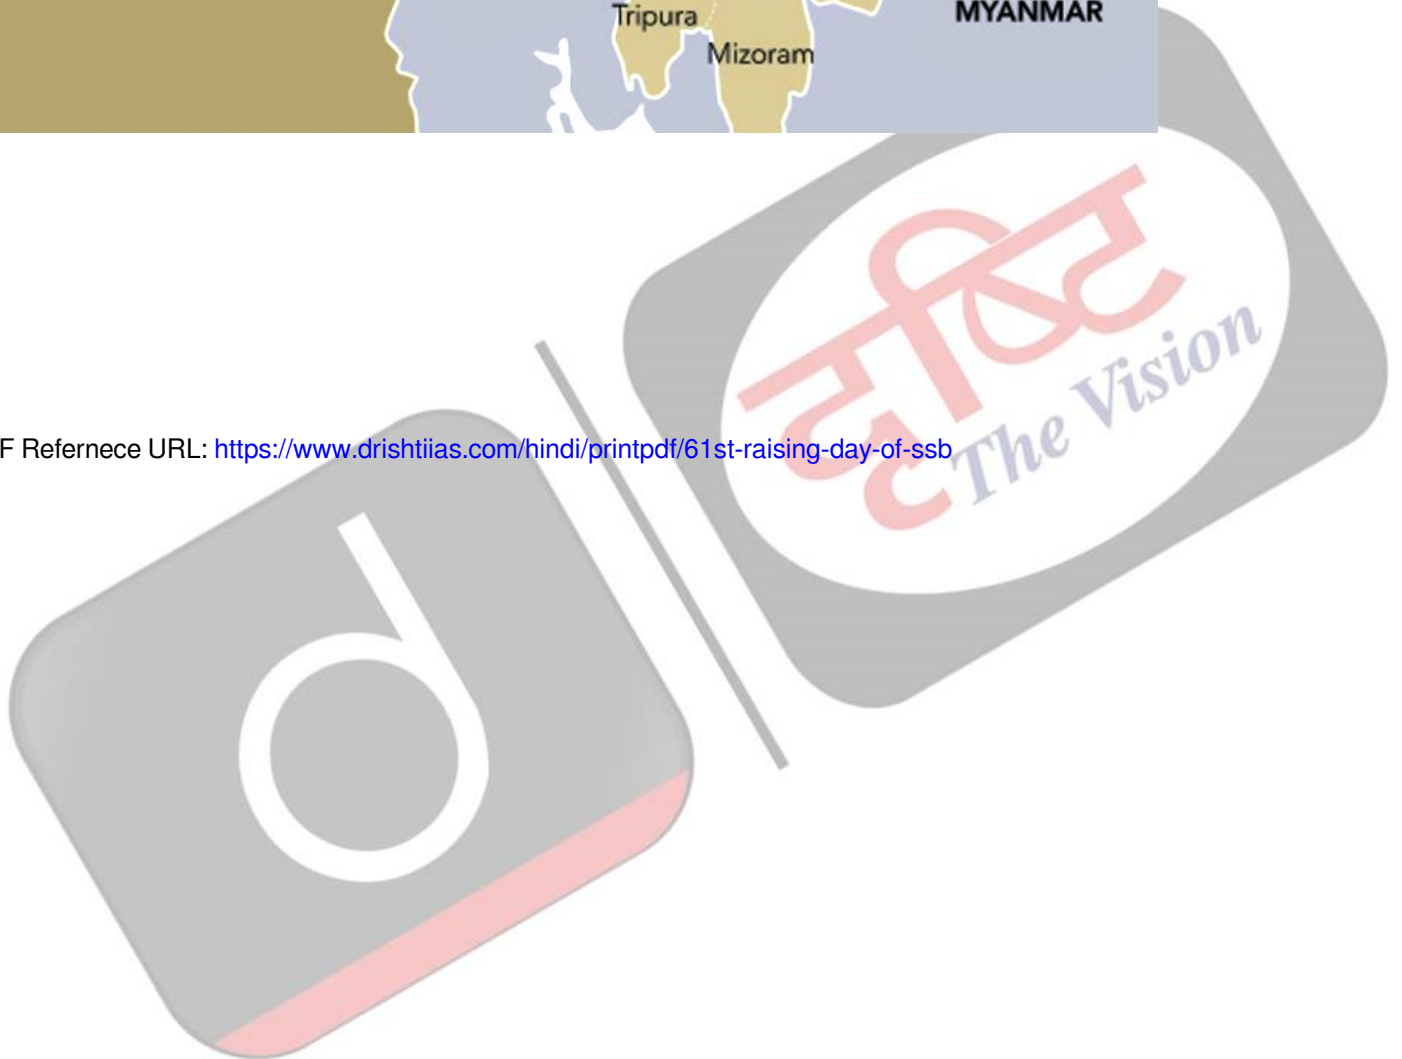 Tripura
MYANMAR
Mizoram
दृष्टि
The Vision
F Refernece URL: https://www.drishtiias.com/hindi/printpdf/61st-raising-day-of-ssb
d